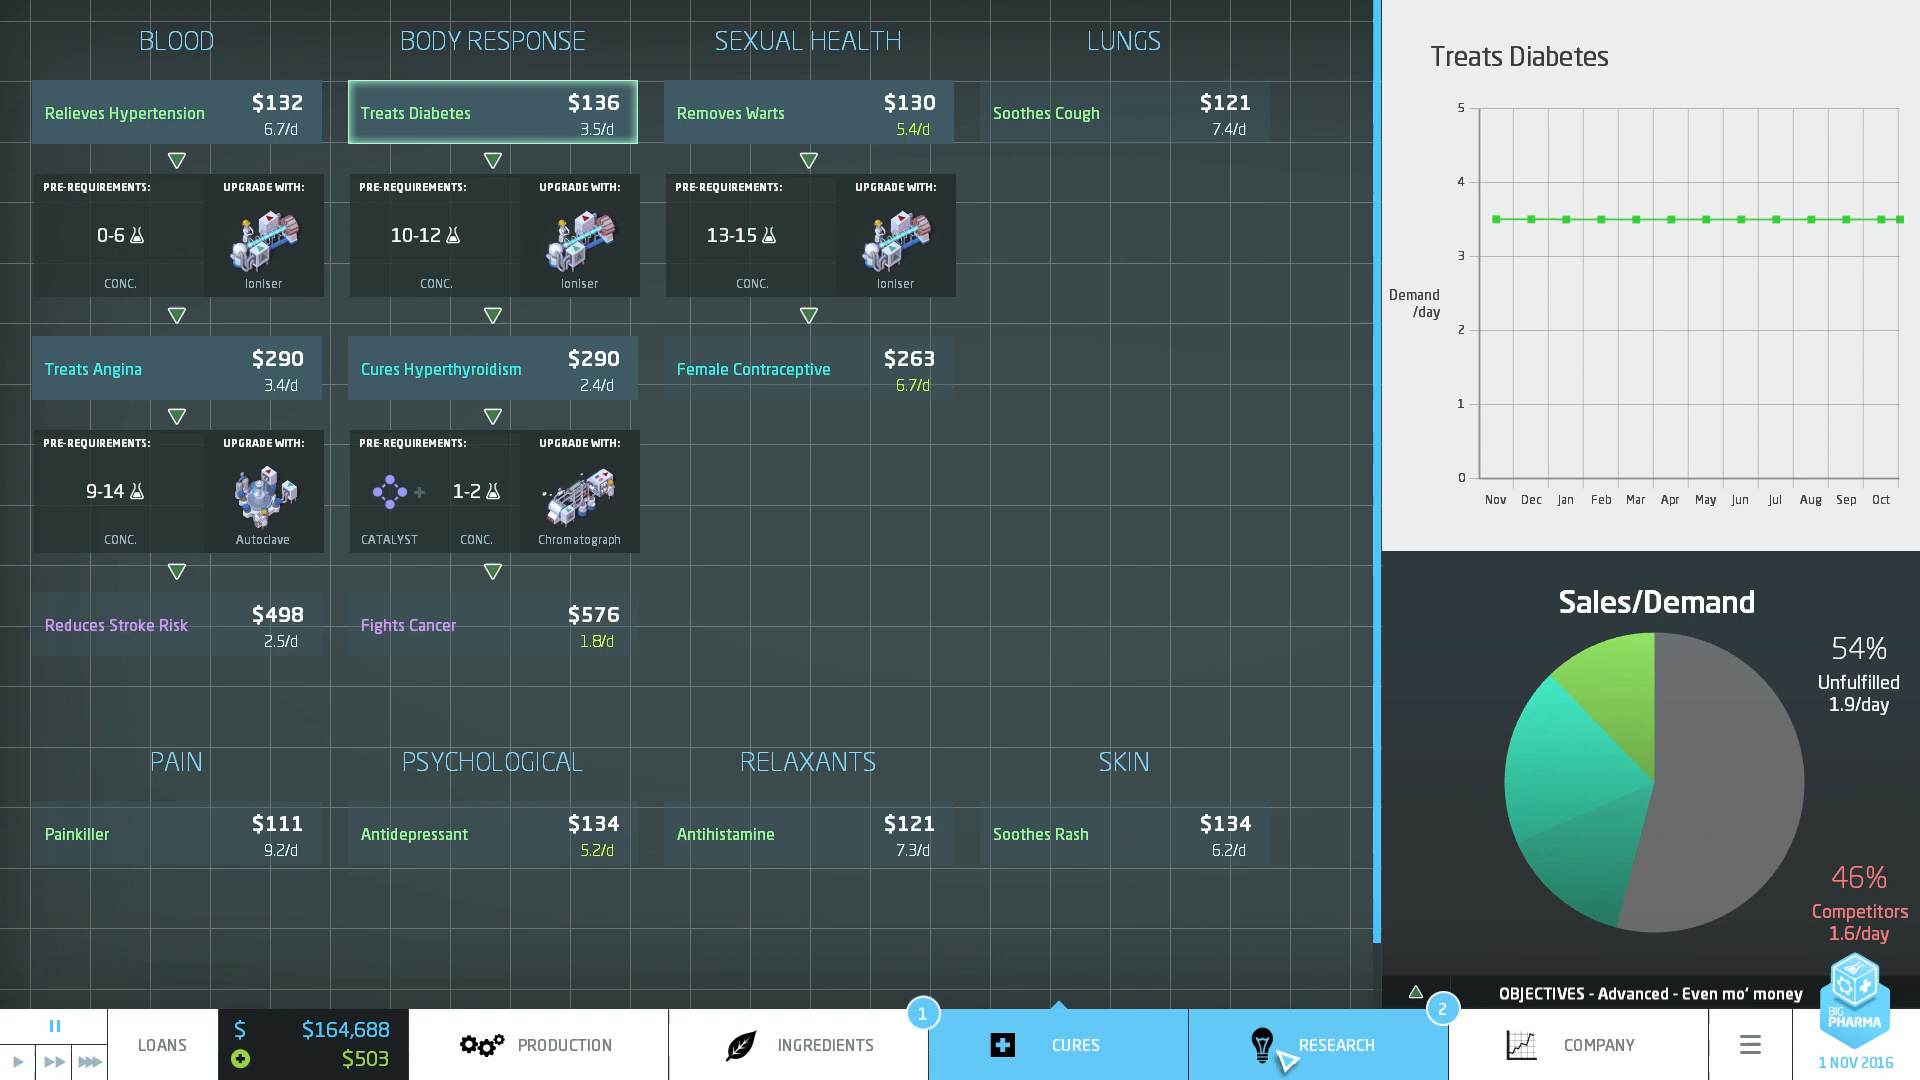 BLOOD
BODY RESPONSE
SEXUAL HEALTH
LUNGS
Relieves Hypertension
$132
6.7/d
Treats Diabetes
$136
3.5/d
Removes Warts
$130
5.4/d
Soothes Cough
$121
7.4/d
PRE-REQUIREMENTS:
UPGRADE WITH:
0-6
CONC.
Ioniser
PRE-REQUIREMENTS:
UPGRADE WITH:
10-12
CONC.
Ioniser
PRE-REQUIREMENTS:
UPGRADE WITH:
13-15
CONC.
Ioniser
Treats Angina
$290
3.4/d
Cures Hyperthyroidism
$290
2.4/d
Female Contraceptive
$263
6.7/d
PRE-REQUIREMENTS:
UPGRADE WITH:
9-14
CONC.
Autoclave
PRE-REQUIREMENTS:
UPGRADE WITH:
+
1-2
CATALYST
CONC.
Chromatograph
Reduces Stroke Risk
$498
2.5/d
Fights Cancer
$576
1.8/d
PAIN
PSYCHOLOGICAL
RELAXANTS
SKIN
Painkiller
$111
9.2/d
Antidepressant
$134
5.2/d
Antihistamine
$121
7.3/d
Soothes Rash
$134
6.2/d
Treats Diabetes
5
4
3
2
1
0
Demand
/day
Nov Dec Jan Feb Mar Apr May Jun Jul Aug Sep Oct
Sales/Demand
54%
Unfulfilled
1.9/day
46%
Competitors
1.6/day
OBJECTIVES - Advanced - Even mo' money
LOANS
$ $164,688
$503
PRODUCTION
INGREDIENTS
1
CURES
RESEARCH
2
COMPANY
BIG
PHARMA
1 NOV 2016